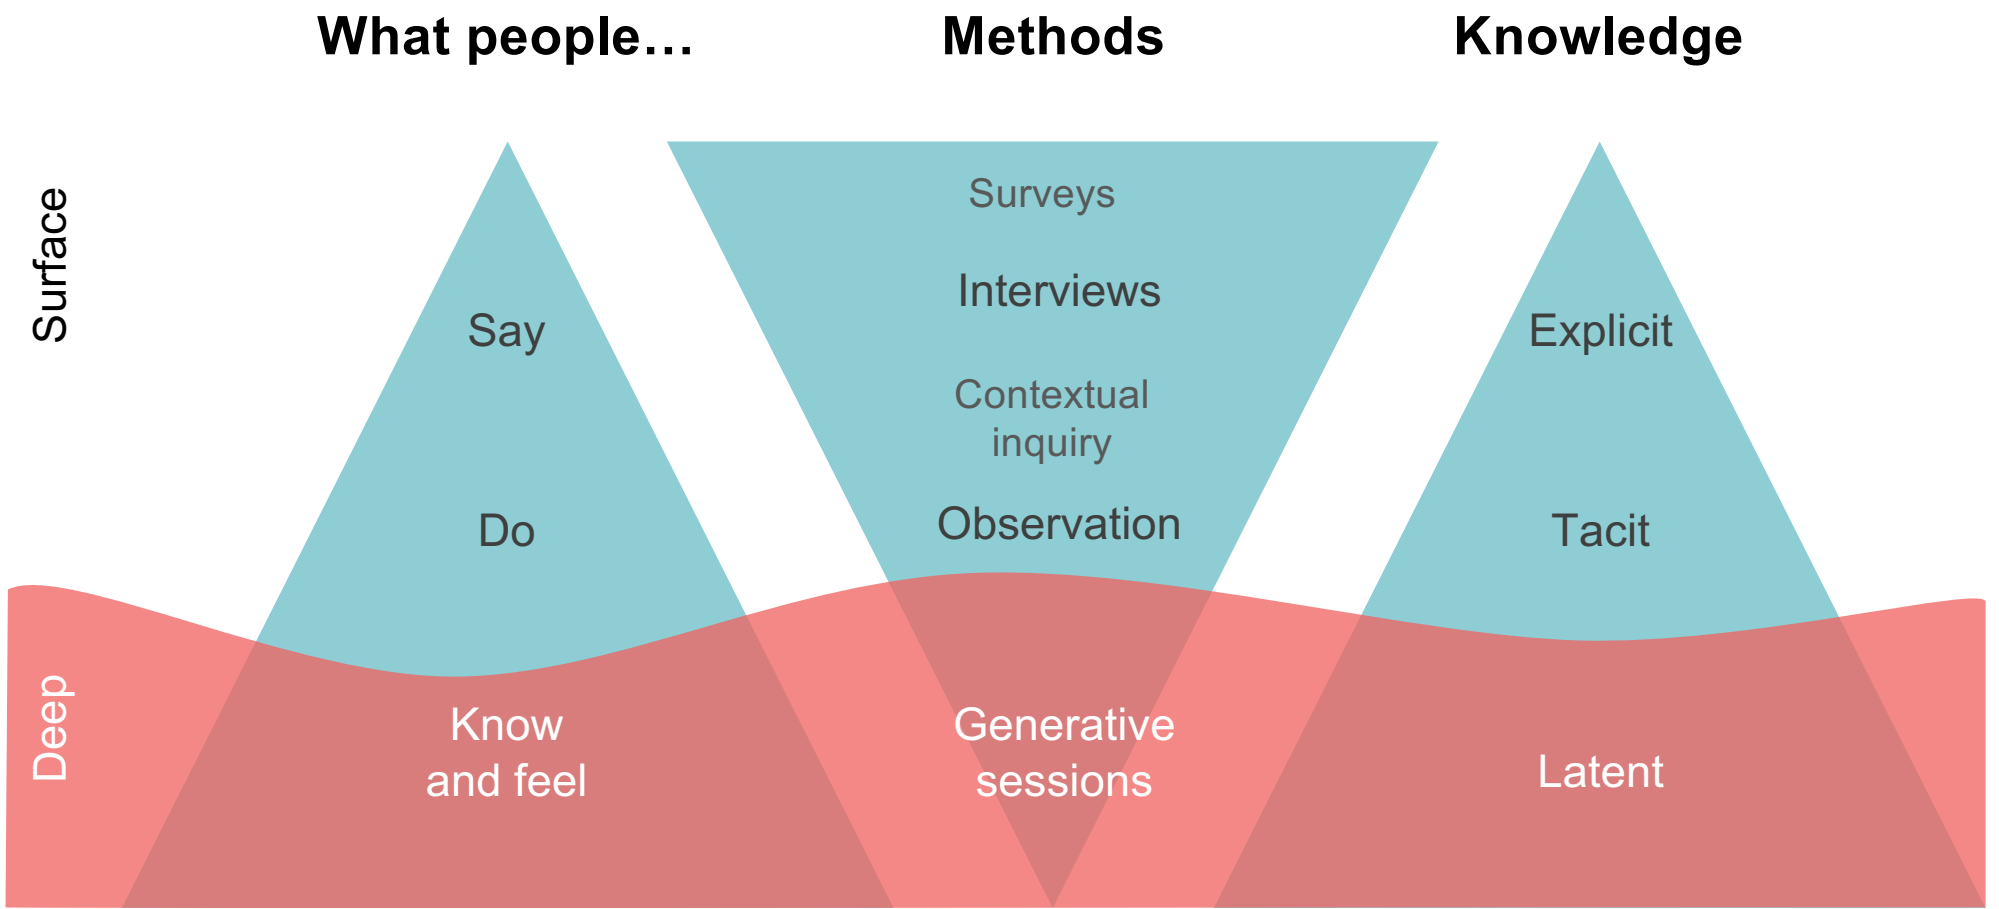 What people…
Methods
Knowledge
Surface
Surveys
Interviews
Say
Explicit
Contextual
inquiry
Do
Observation
Tacit
Deep
Know
and feel
Generative
sessions
Latent